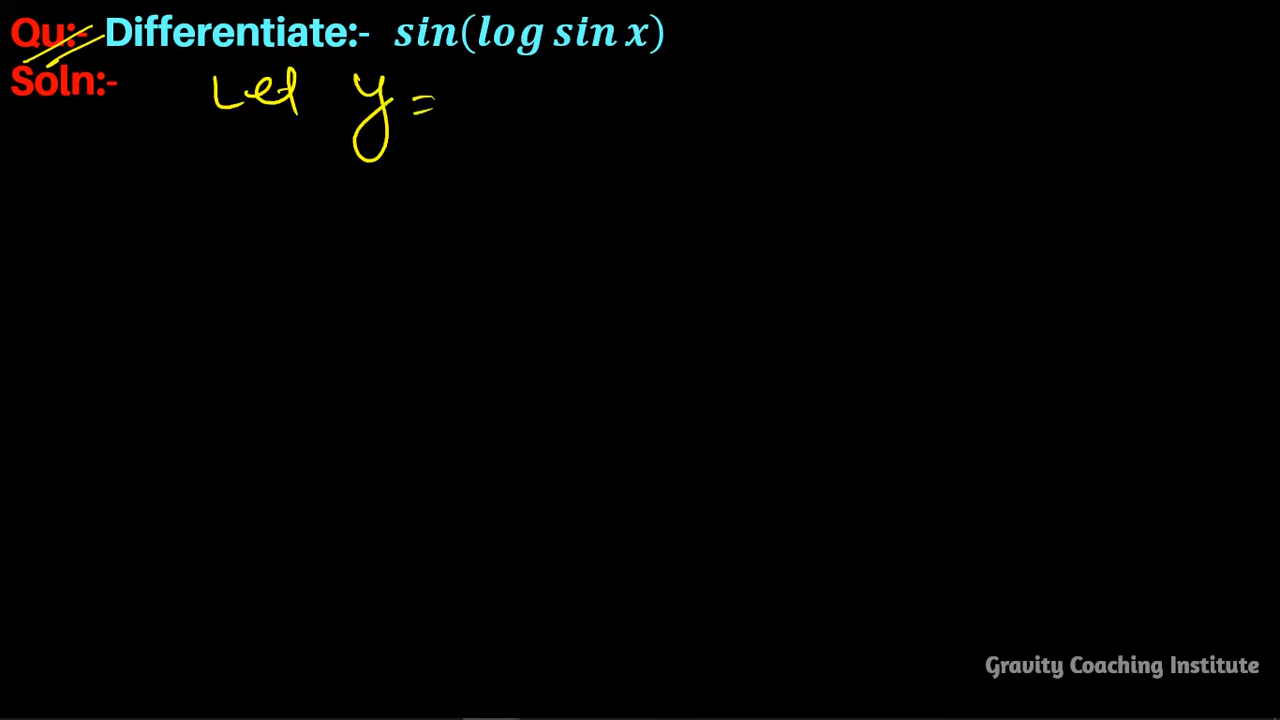 Qu:- Differentiate:- sin(log sin x)
Soln:- Let y =
Gravity Coaching Institute